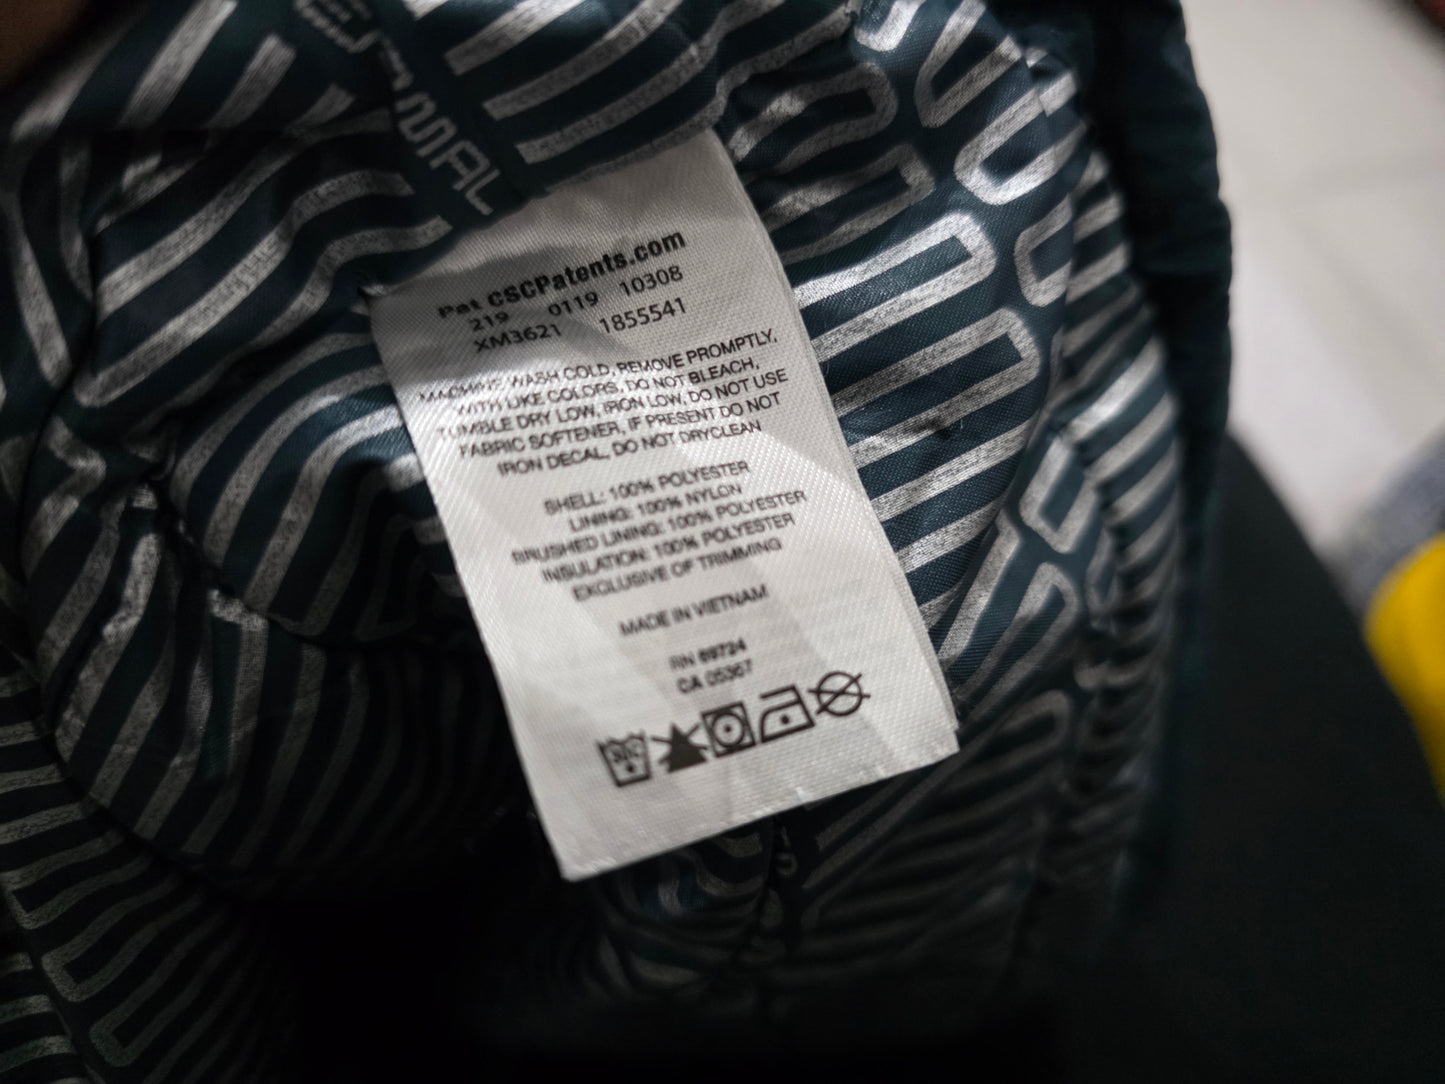 Pat CSCPatents.com
219 0119 10308
XM3621 1855541
MACHINE WASH COLD, REMOVE PROMPTLY,
WITH LIKE COLORS, DO NOT BLEACH,
TUMBLE DRY LOW, IRON LOW, DO NOT USE
FABRIC SOFTENER, IF PRESENT DO NOT
IRON DECAL, DO NOT DRYCLEAN
SHELL: 100% POLYESTER
LINING: 100% NYLON
BRUSHED LINING: 100% POLYESTER
INSULATION: 100% POLYESTER
EXCLUSIVE OF TRIMMING
MADE IN VIETNAM
RN 69724
CA 05367